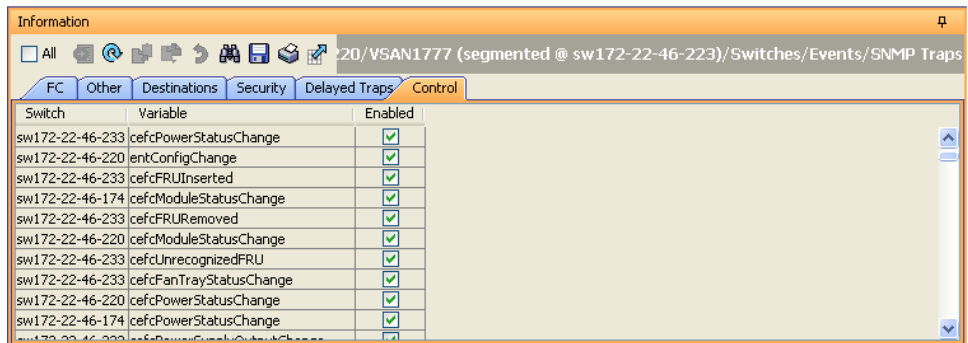 Information
All 220/VSAN1777 (segmented @ sw172-22-46-223)/Switches/Events/SNMP Traps
FC Other Destinations Security Delayed Traps Control
Switch Variable Enabled
sw172-22-46-233 cefcPowerStatusChange
sw172-22-46-220 entConfigChange
sw172-22-46-233 cefcFRUInserted
sw172-22-46-174 cefcModuleStatusChange
sw172-22-46-233 cefcFRURemoved
sw172-22-46-220 cefcModuleStatusChange
sw172-22-46-233 cefcUnrecognizedFRU
sw172-22-46-233 cefcFanTrayStatusChange
sw172-22-46-220 cefcPowerStatusChange
sw172-22-46-174 cefcPowerStatusChange
cefcPowerSupplyOutputChange